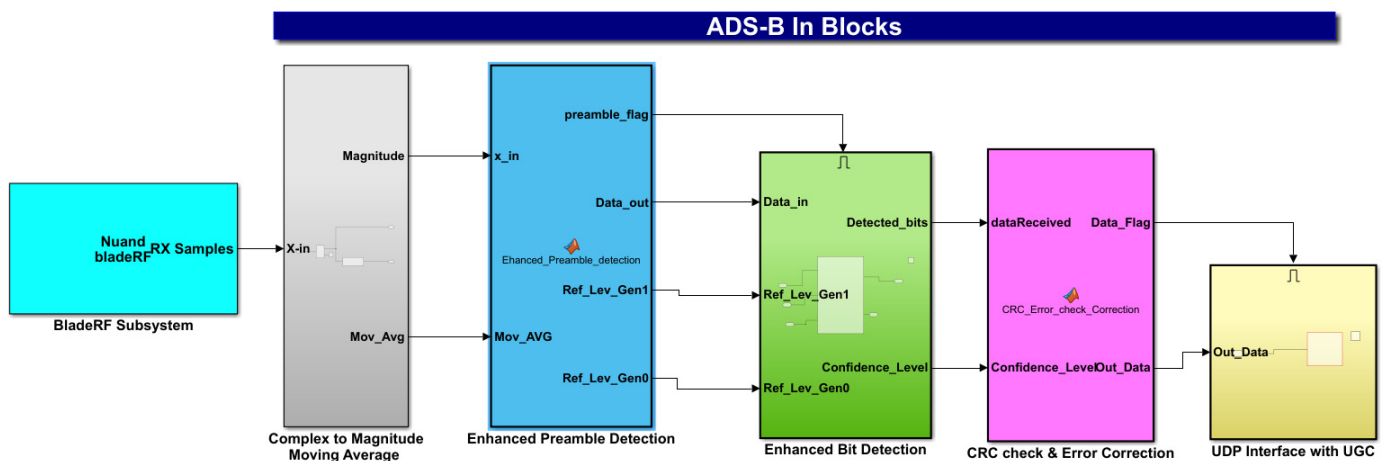 ADS-B In Blocks
Nuand
bladeRF
RX Samples
BladeRF Subsystem
X-in
Magnitude
Mov_Avg
Complex to Magnitude
Moving Average
x_in
Mov_AVG
preamble_flag
Data_out
Ehanced_Preamble_detection
Ref_Lev_Gen1
Ref_Lev_Gen0
Enhanced Preamble Detection
Data_in
Ref_Lev_Gen1
Ref_Lev_Gen0
Detected_bits
Confidence_Level
Enhanced Bit Detection
dataReceived
Confidence_Level
Data_Flag
CRC_Error_check_Correction
Out_Data
CRC check & Error Correction
Out_Data
UDP Interface with UGC